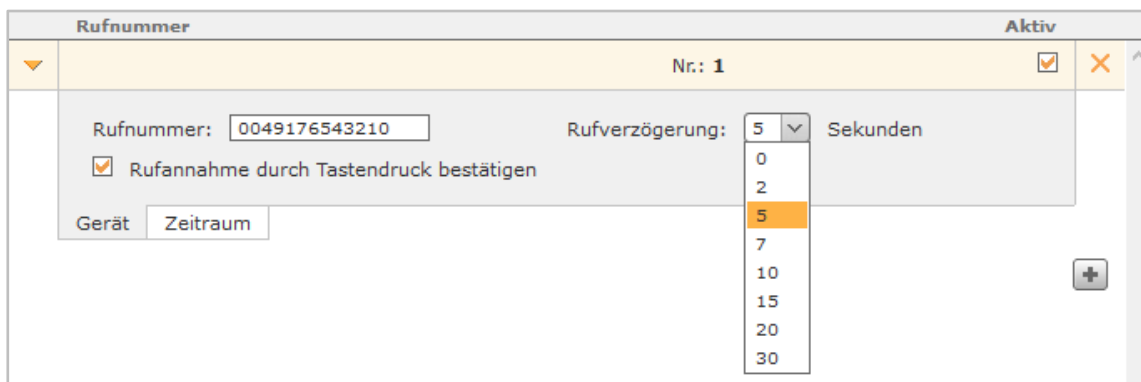 Rufnummer Aktiv
Nr.: 1
Rufnummer: 0049176543210 Rufverzögerung: 5 Sekunden
0
Rufannahme durch Tastendruck bestätigen
2
5
Gerät Zeitraum
7
10
15
20
30